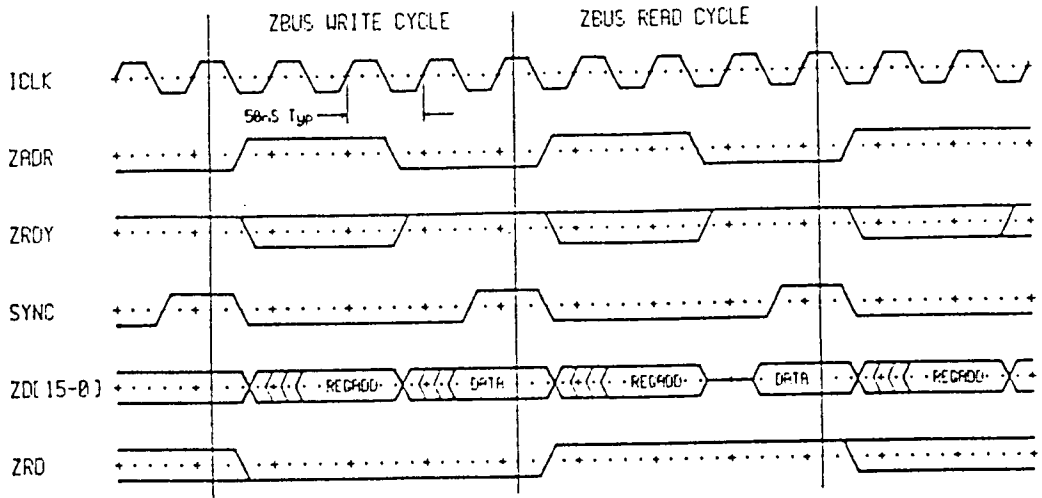 ZBUS WRITE CYCLE ZBUS READ CYCLE
ICLK
50nS Typ
ZADR
ZRDY
SYNC
ZD[15-0] REGADD DATA REGADD DATA REGADD
ZRD